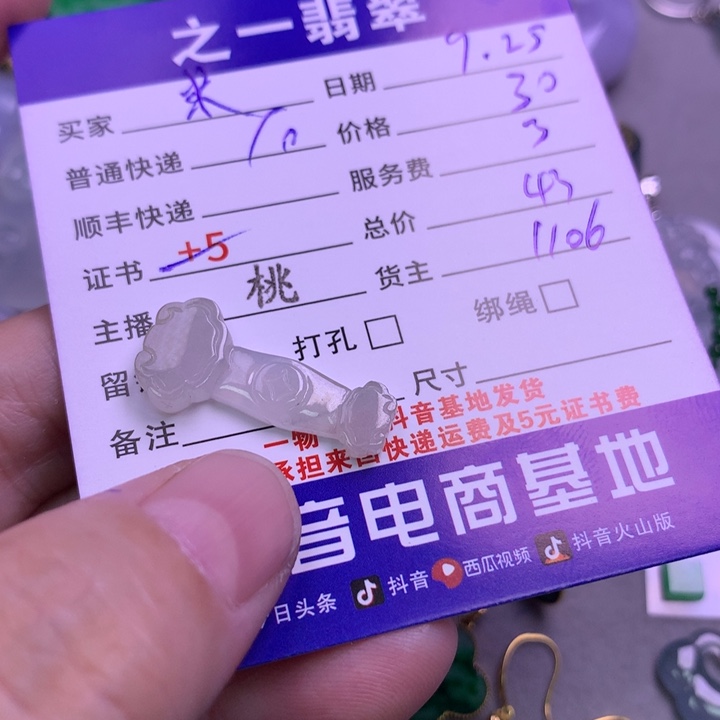 之一翡翠
买家 朱 日期 9.25
普通快递 10 价格 30
顺丰快递 服务费 3
证书 +5 总价 43
主播 桃 货主 1106
留 打孔 绑绳
备注 尺寸
一物 抖音基地发货
承担来回快递运费及5元证书费
音电商基地
日头条 抖音 西瓜视频 抖音火山版